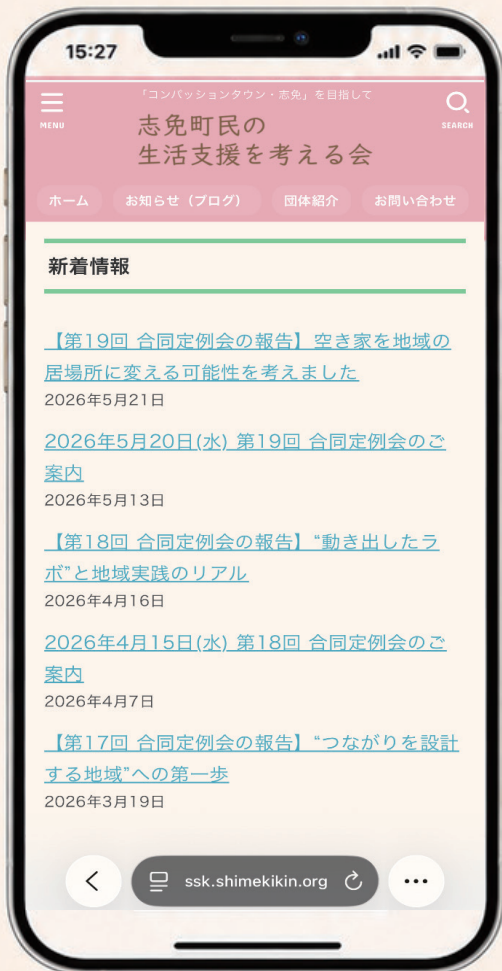 15:27
「コンパッションタウン・志免」を目指して
MENU
志免町民の
生活支援を考える会
SEARCH
ホーム
お知らせ（ブログ）
団体紹介
お問い合わせ
新着情報
【第19回 合同定例会の報告】空き家を地域の
居場所に変える可能性を考えました
2026年5月21日
2026年5月20日(水) 第19回 合同定例会のご
案内
2026年5月13日
【第18回 合同定例会の報告】“動き出したラ
ボ”と地域実践のリアル
2026年4月16日
2026年4月15日(水) 第18回 合同定例会のご
案内
2026年4月7日
【第17回 合同定例会の報告】“つながりを設計
する地域”への第一歩
2026年3月19日
ssk.shimekikin.org